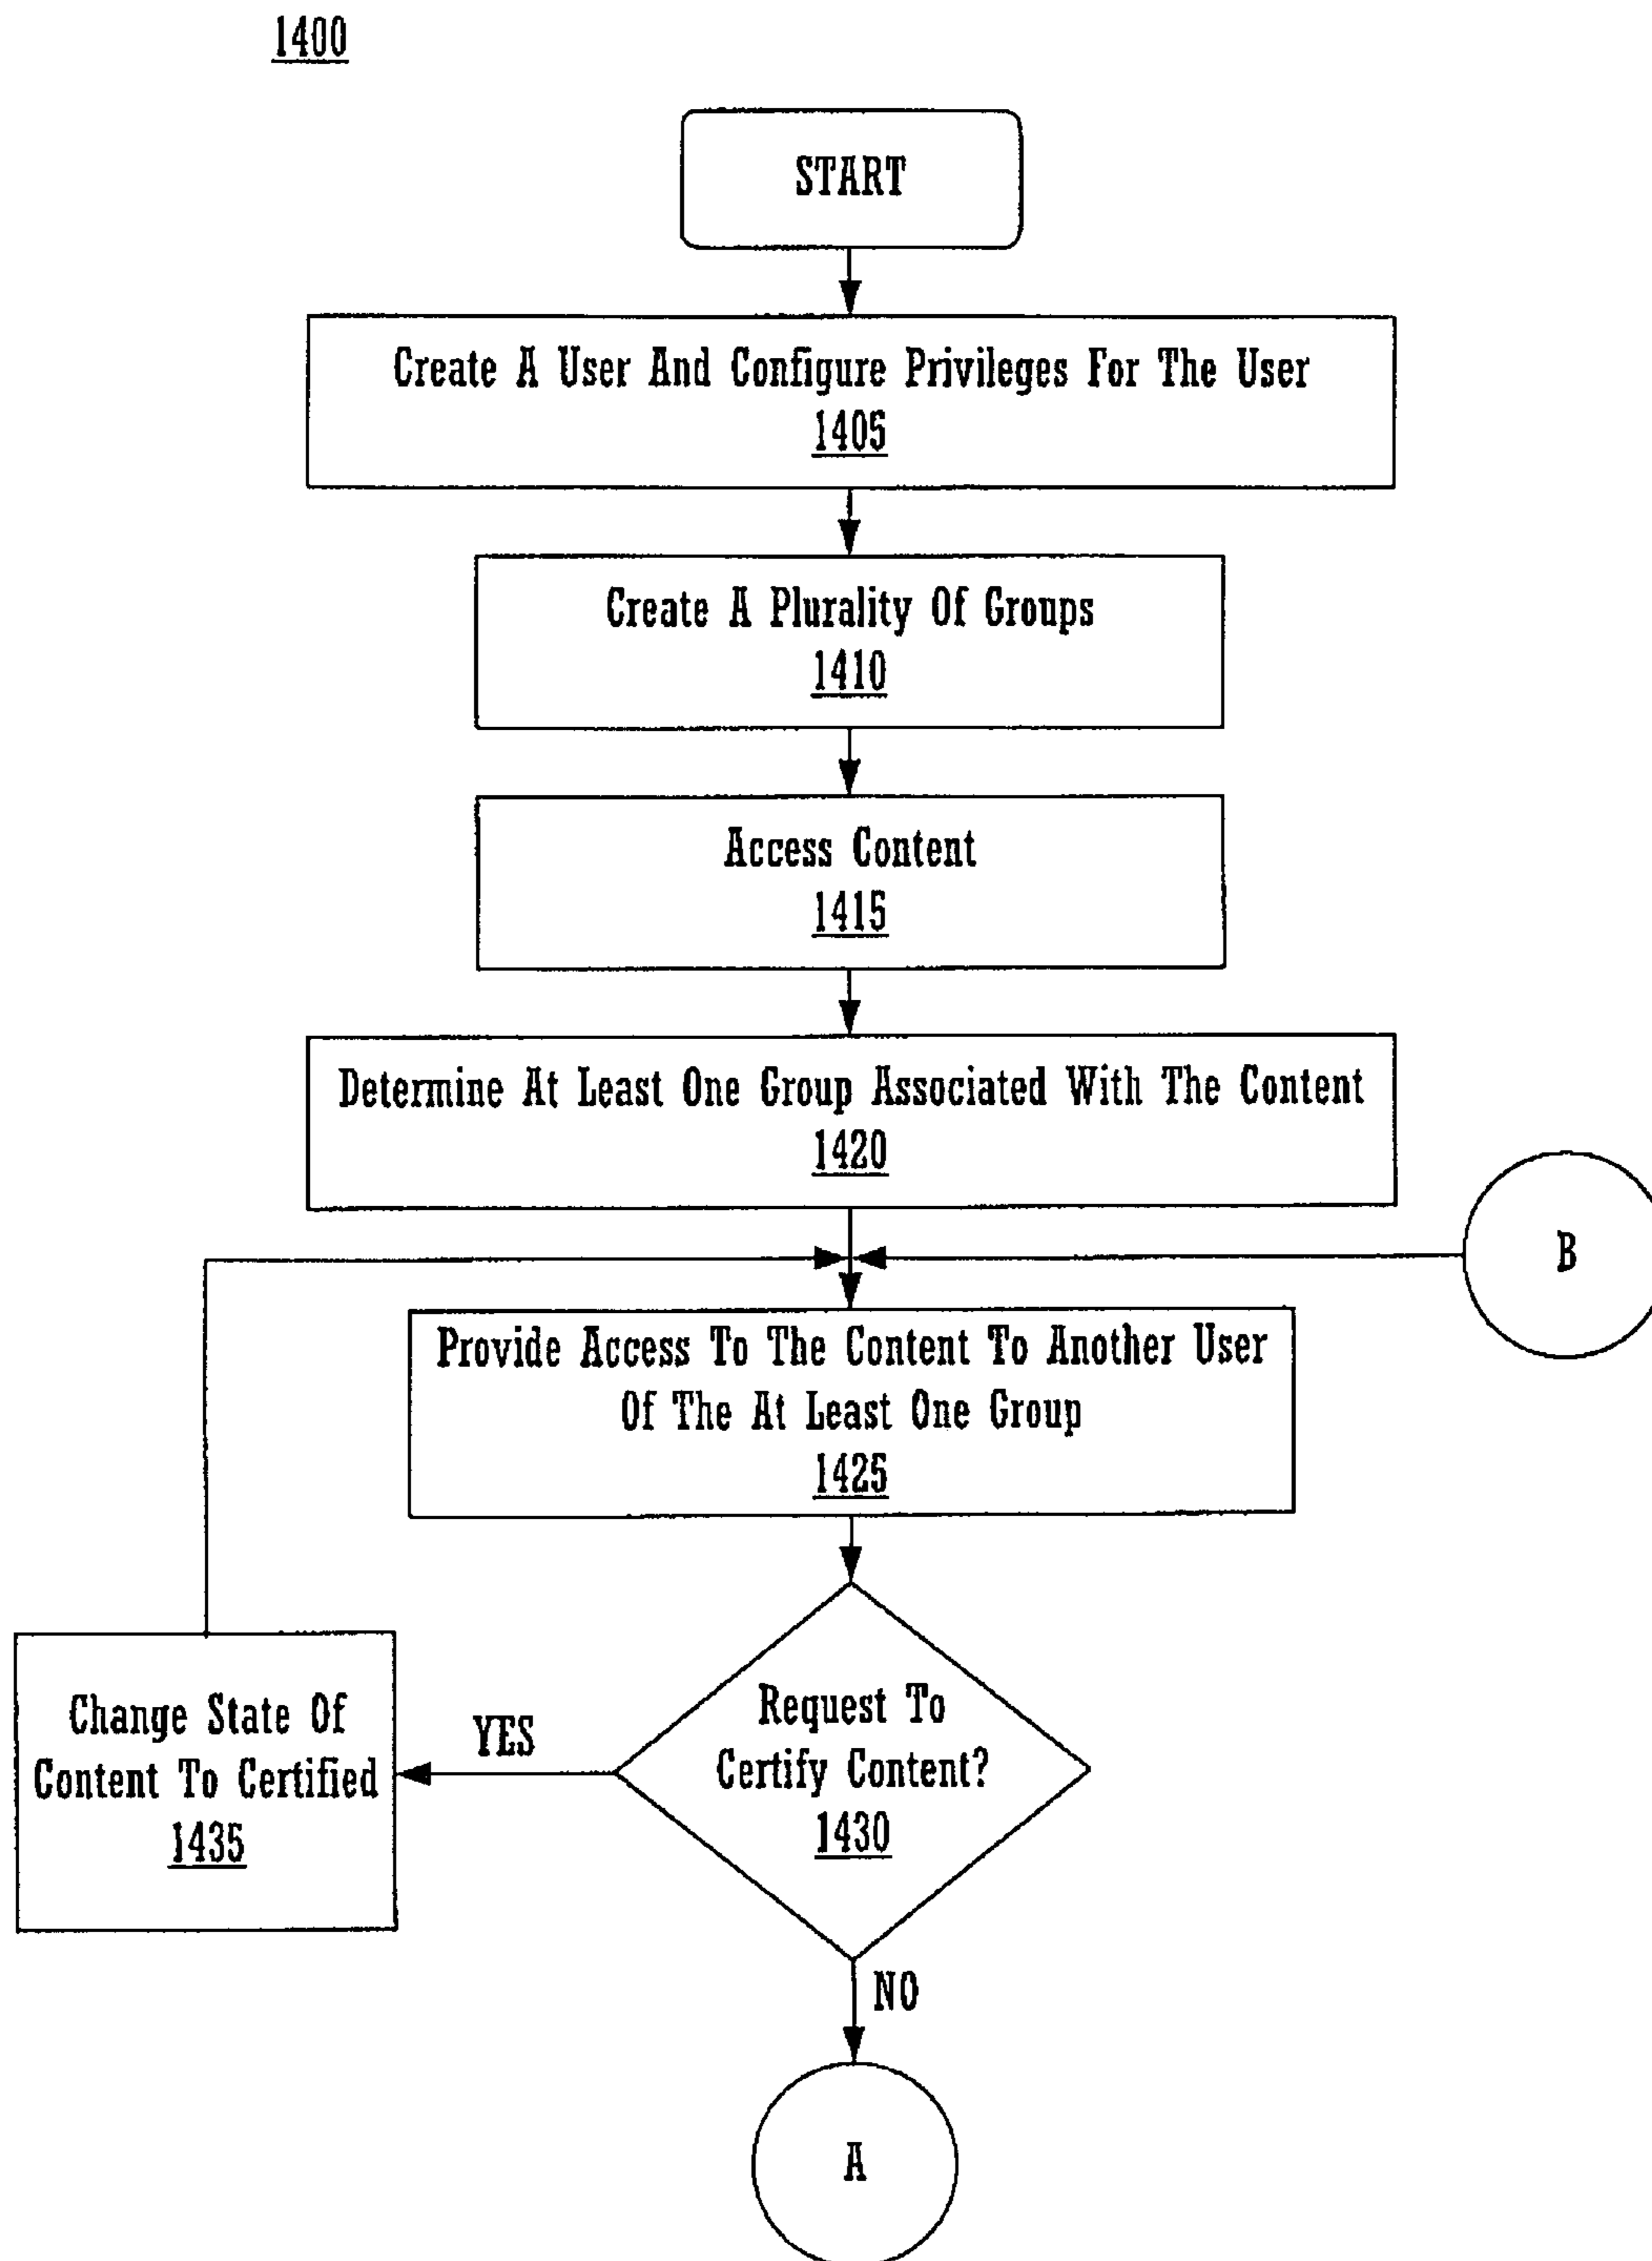 1400
START
Create A User And Configure Privileges For The User
1405
Create A Plurality Of Groups
1410
Access Content
1415
Determine At Least One Group Associated With The Content
1420
B
Provide Access To The Content To Another User
Of The At Least One Group
1425
Request To
Certify Content?
1430
YES
Change State Of
Content To Certified
1435
NO
A